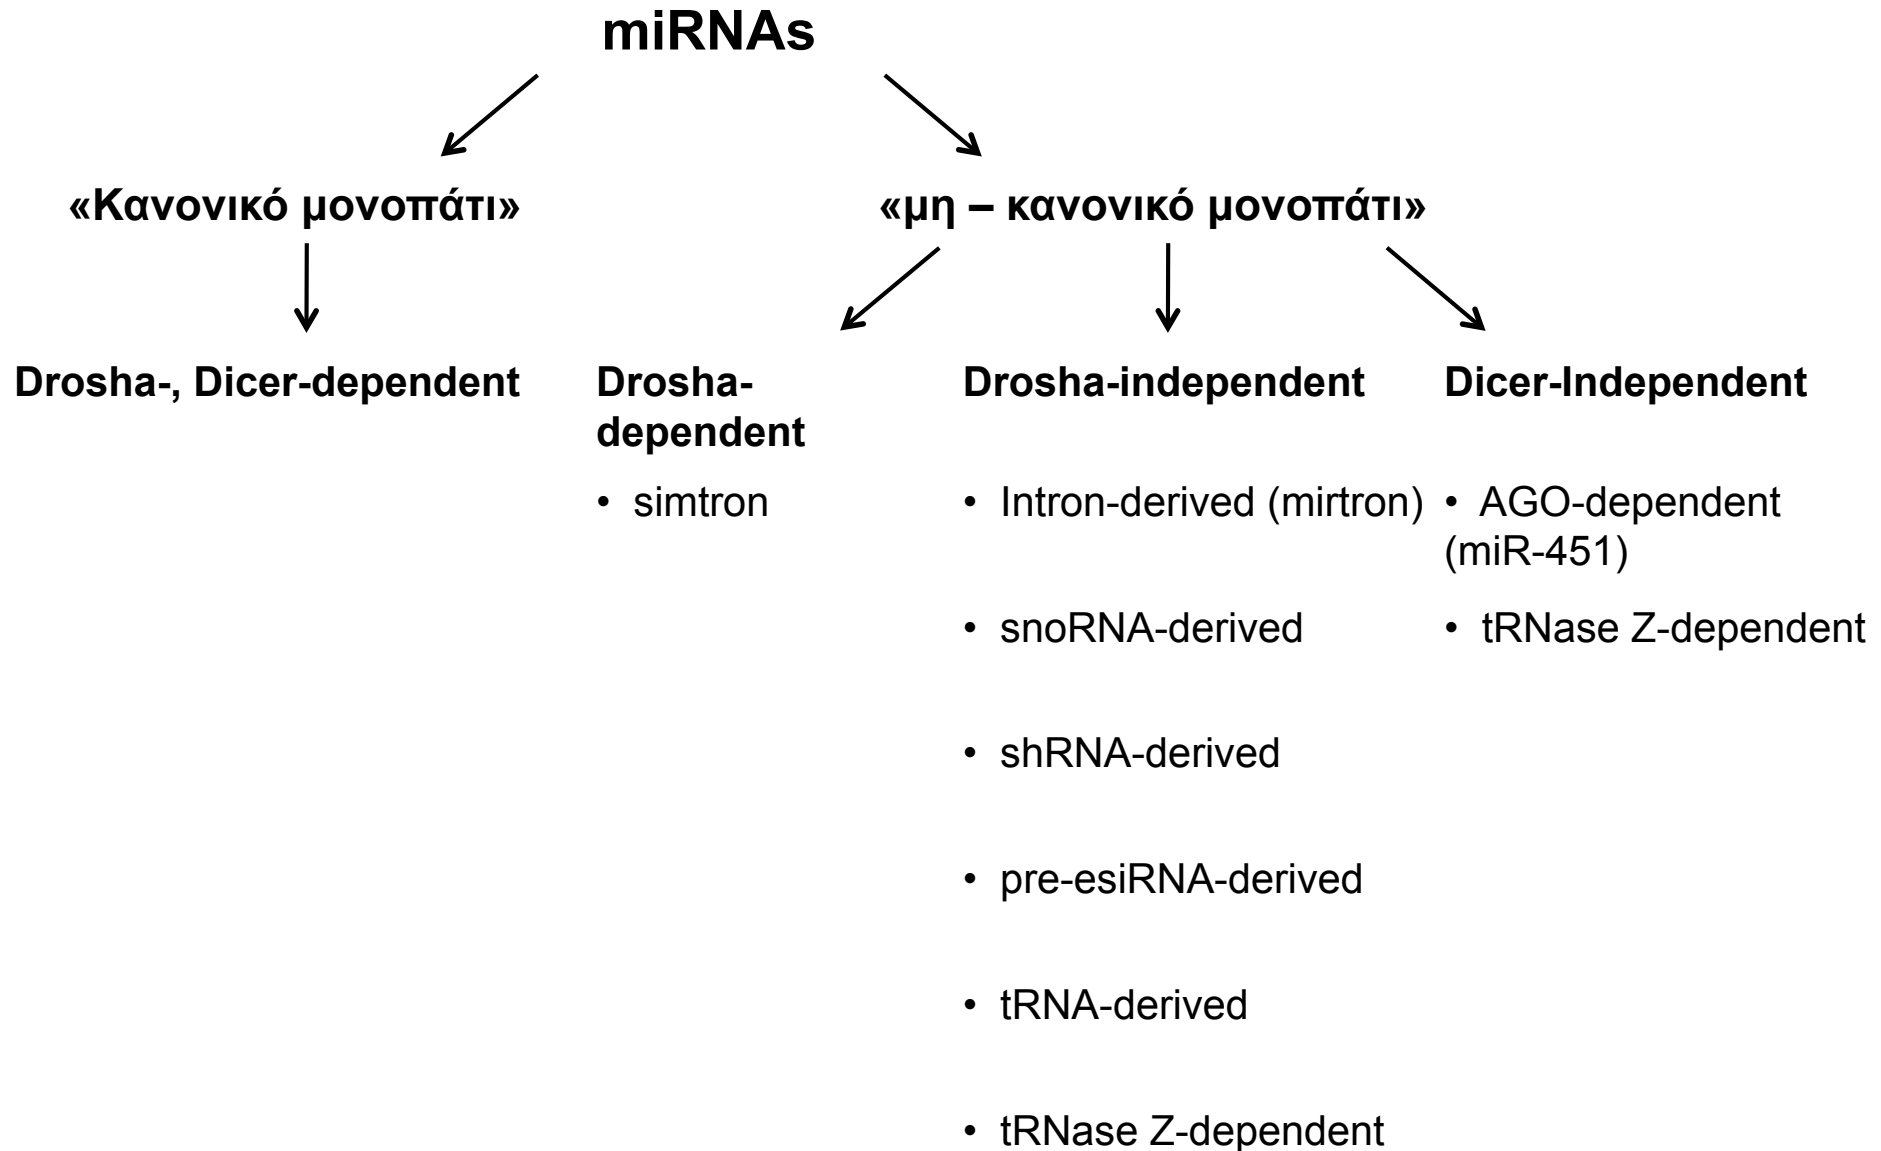 miRNAs
«Κανονικό μονοπάτι»
«μη – κανονικό μονοπάτι»
Drosha-, Dicer-dependent
Drosha-
dependent
• simtron
Drosha-independent
• Intron-derived (mirtron)
• snoRNA-derived
• shRNA-derived
• pre-esiRNA-derived
• tRNA-derived
• tRNase Z-dependent
Dicer-Independent
• AGO-dependent
(miR-451)
• tRNase Z-dependent